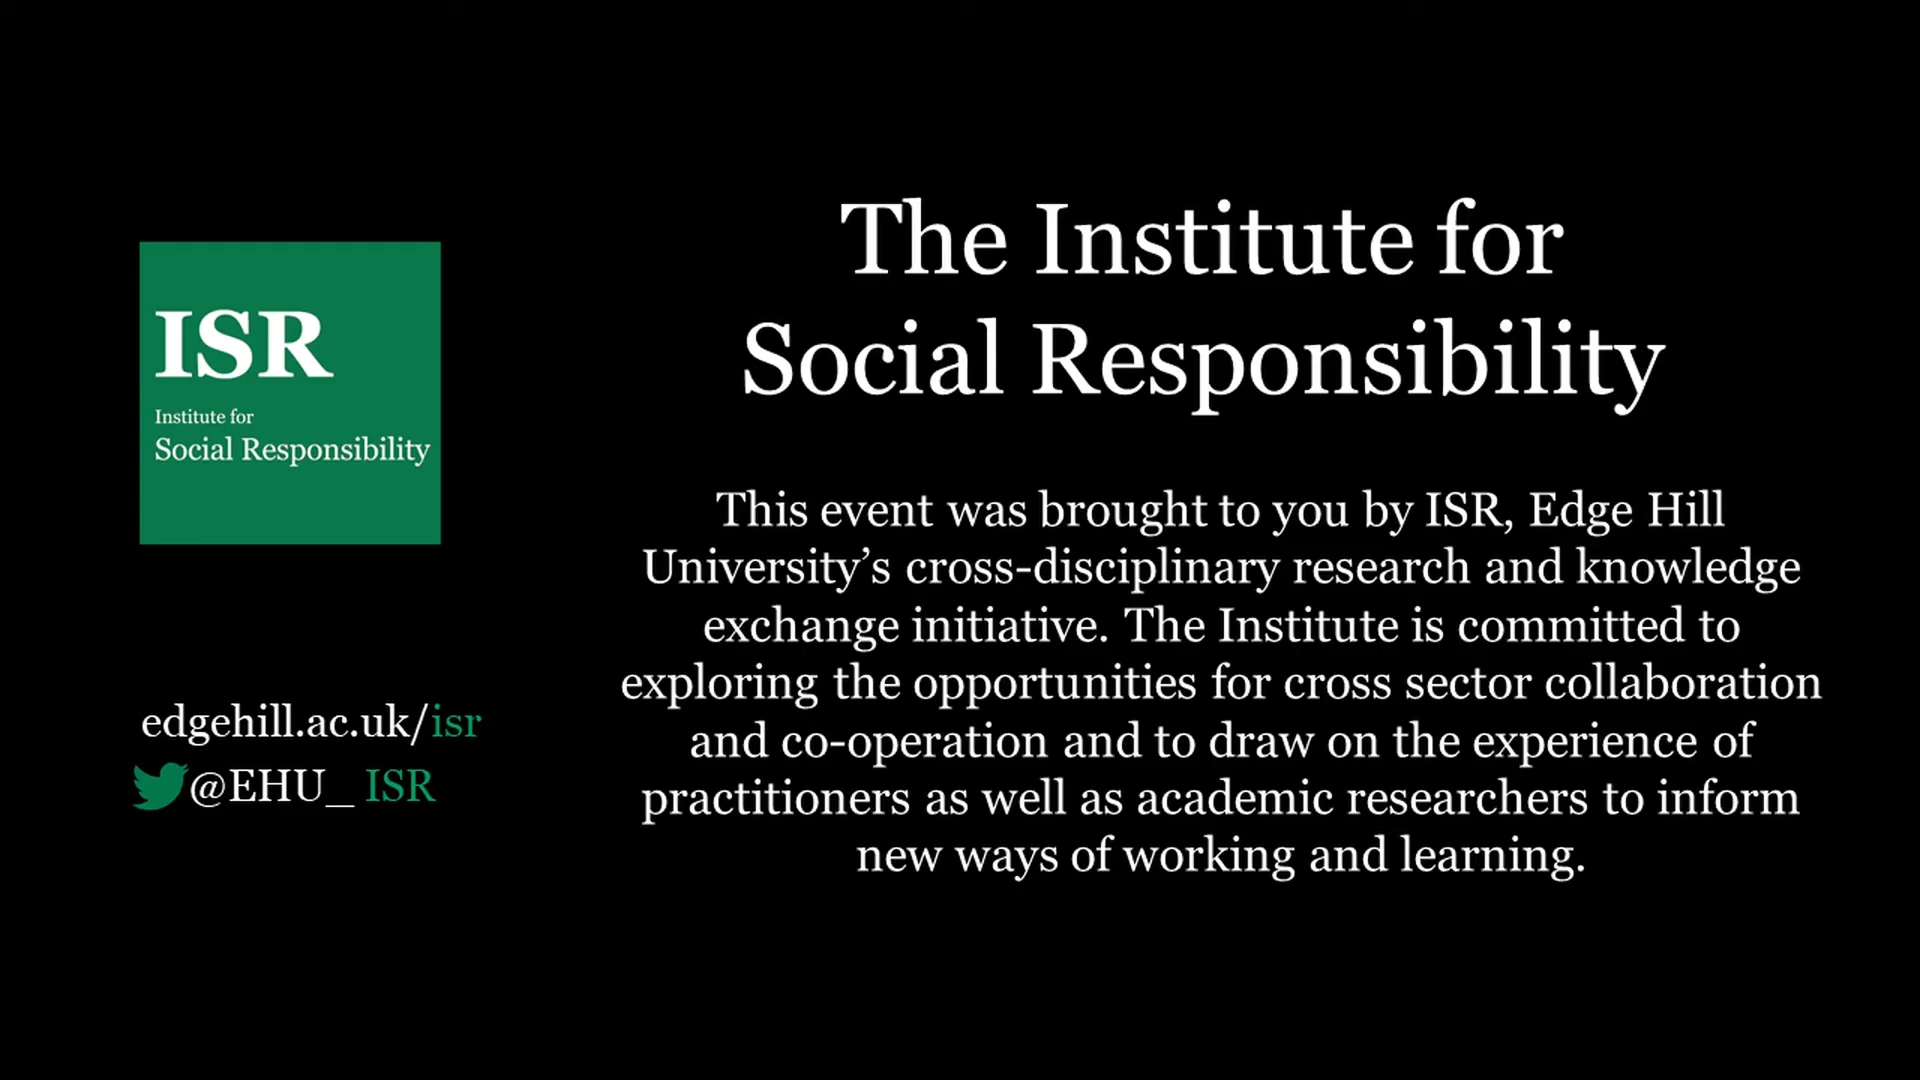 ISR
Institute for
Social Responsibility
edgehill.ac.uk/isr
@EHU_ ISR
The Institute for
Social Responsibility
This event was brought to you by ISR, Edge Hill
University’s cross-disciplinary research and knowledge
exchange initiative. The Institute is committed to
exploring the opportunities for cross sector collaboration
and co-operation and to draw on the experience of
practitioners as well as academic researchers to inform
new ways of working and learning.